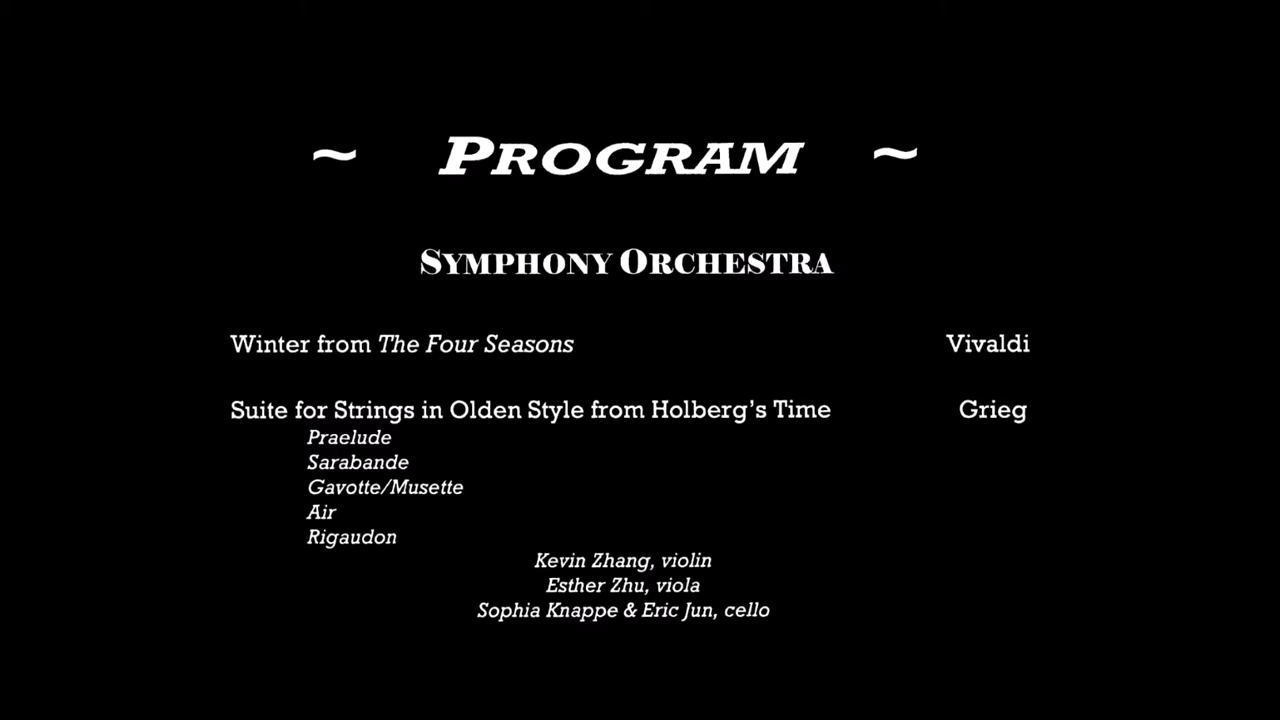 ~ PROGRAM ~
SYMPHONY ORCHESTRA
Winter from The Four Seasons Vivaldi
Suite for Strings in Olden Style from Holberg’s Time Grieg
Praelude
Sarabande
Gavotte/Musette
Air
Rigaudon
Kevin Zhang, violin
Esther Zhu, viola
Sophia Knappe & Eric Jun, cello